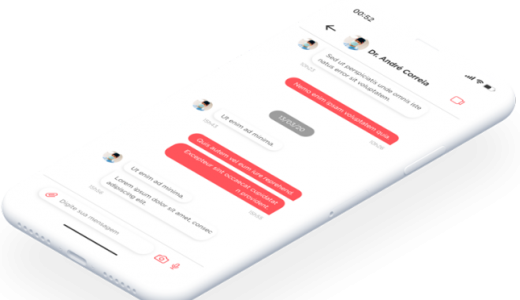 00:52
Dr. André Correia
Sed ut perspiciatis unde omnis iste
natus error sit voluptatem
Nemo enim ipsam voluptatem quia
13/03/20
Ut enim ad minima
Quis autem vel eum iure reprehend
Excepteur sint occaecat cupidatat
n proident
Ut enim ad minima
Lorem ipsum dolor sit amet, consec
adipiscing elit
Digite sua mensagem